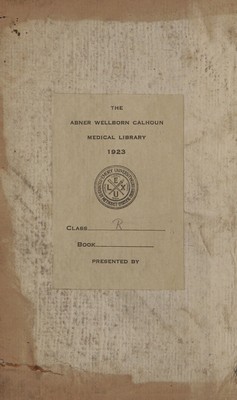 THE
ABNER WELLBORN CALHOUN
MEDICAL LIBRARY
1923
CLASS R
BOOK
PRESENTED BY